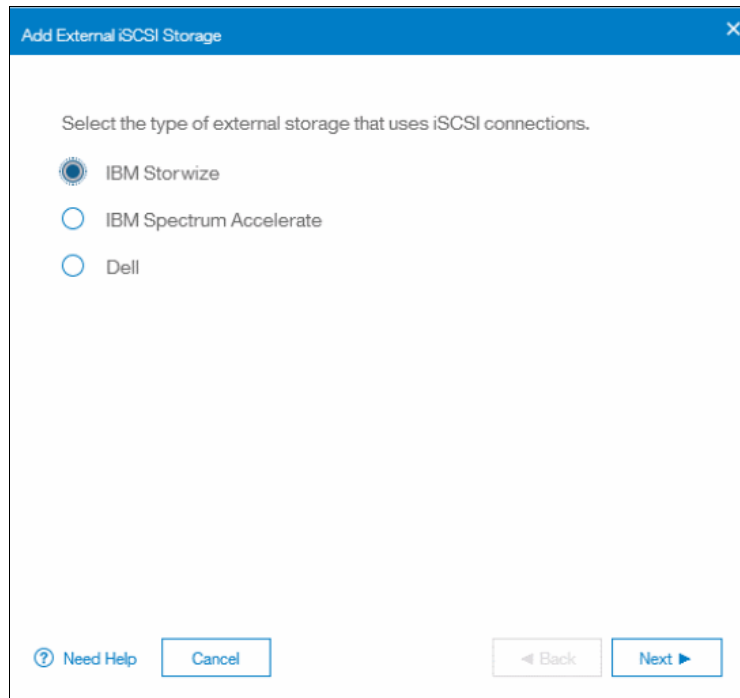 Add External iSCSI Storage
Select the type of external storage that uses iSCSI connections.
IBM Storwize
IBM Spectrum Accelerate
Dell
Need Help Cancel Back Next